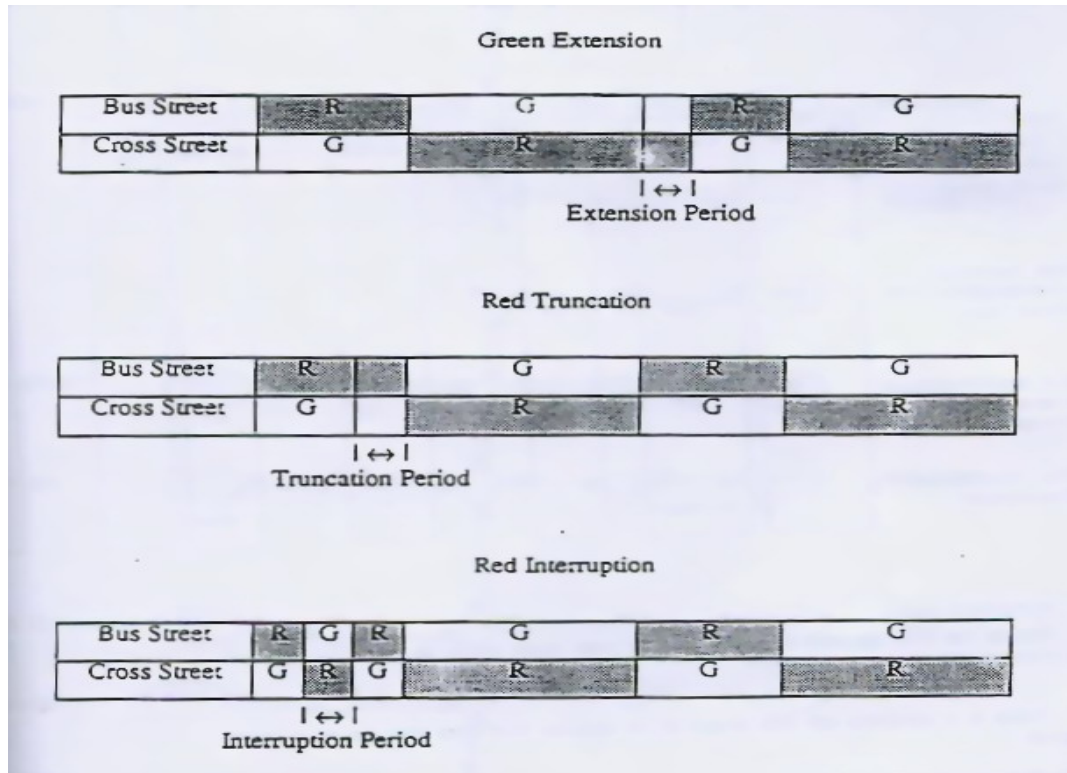 Green Extension
Bus Street R G R G
Cross Street G R G R
I ↔ I
Extension Period
Red Truncation
Bus Street R G R G
Cross Street G R G R
I ↔ I
Truncation Period
Red Interruption
Bus Street R G R G R G
Cross Street G R G R G R
I ↔ I
Interruption Period